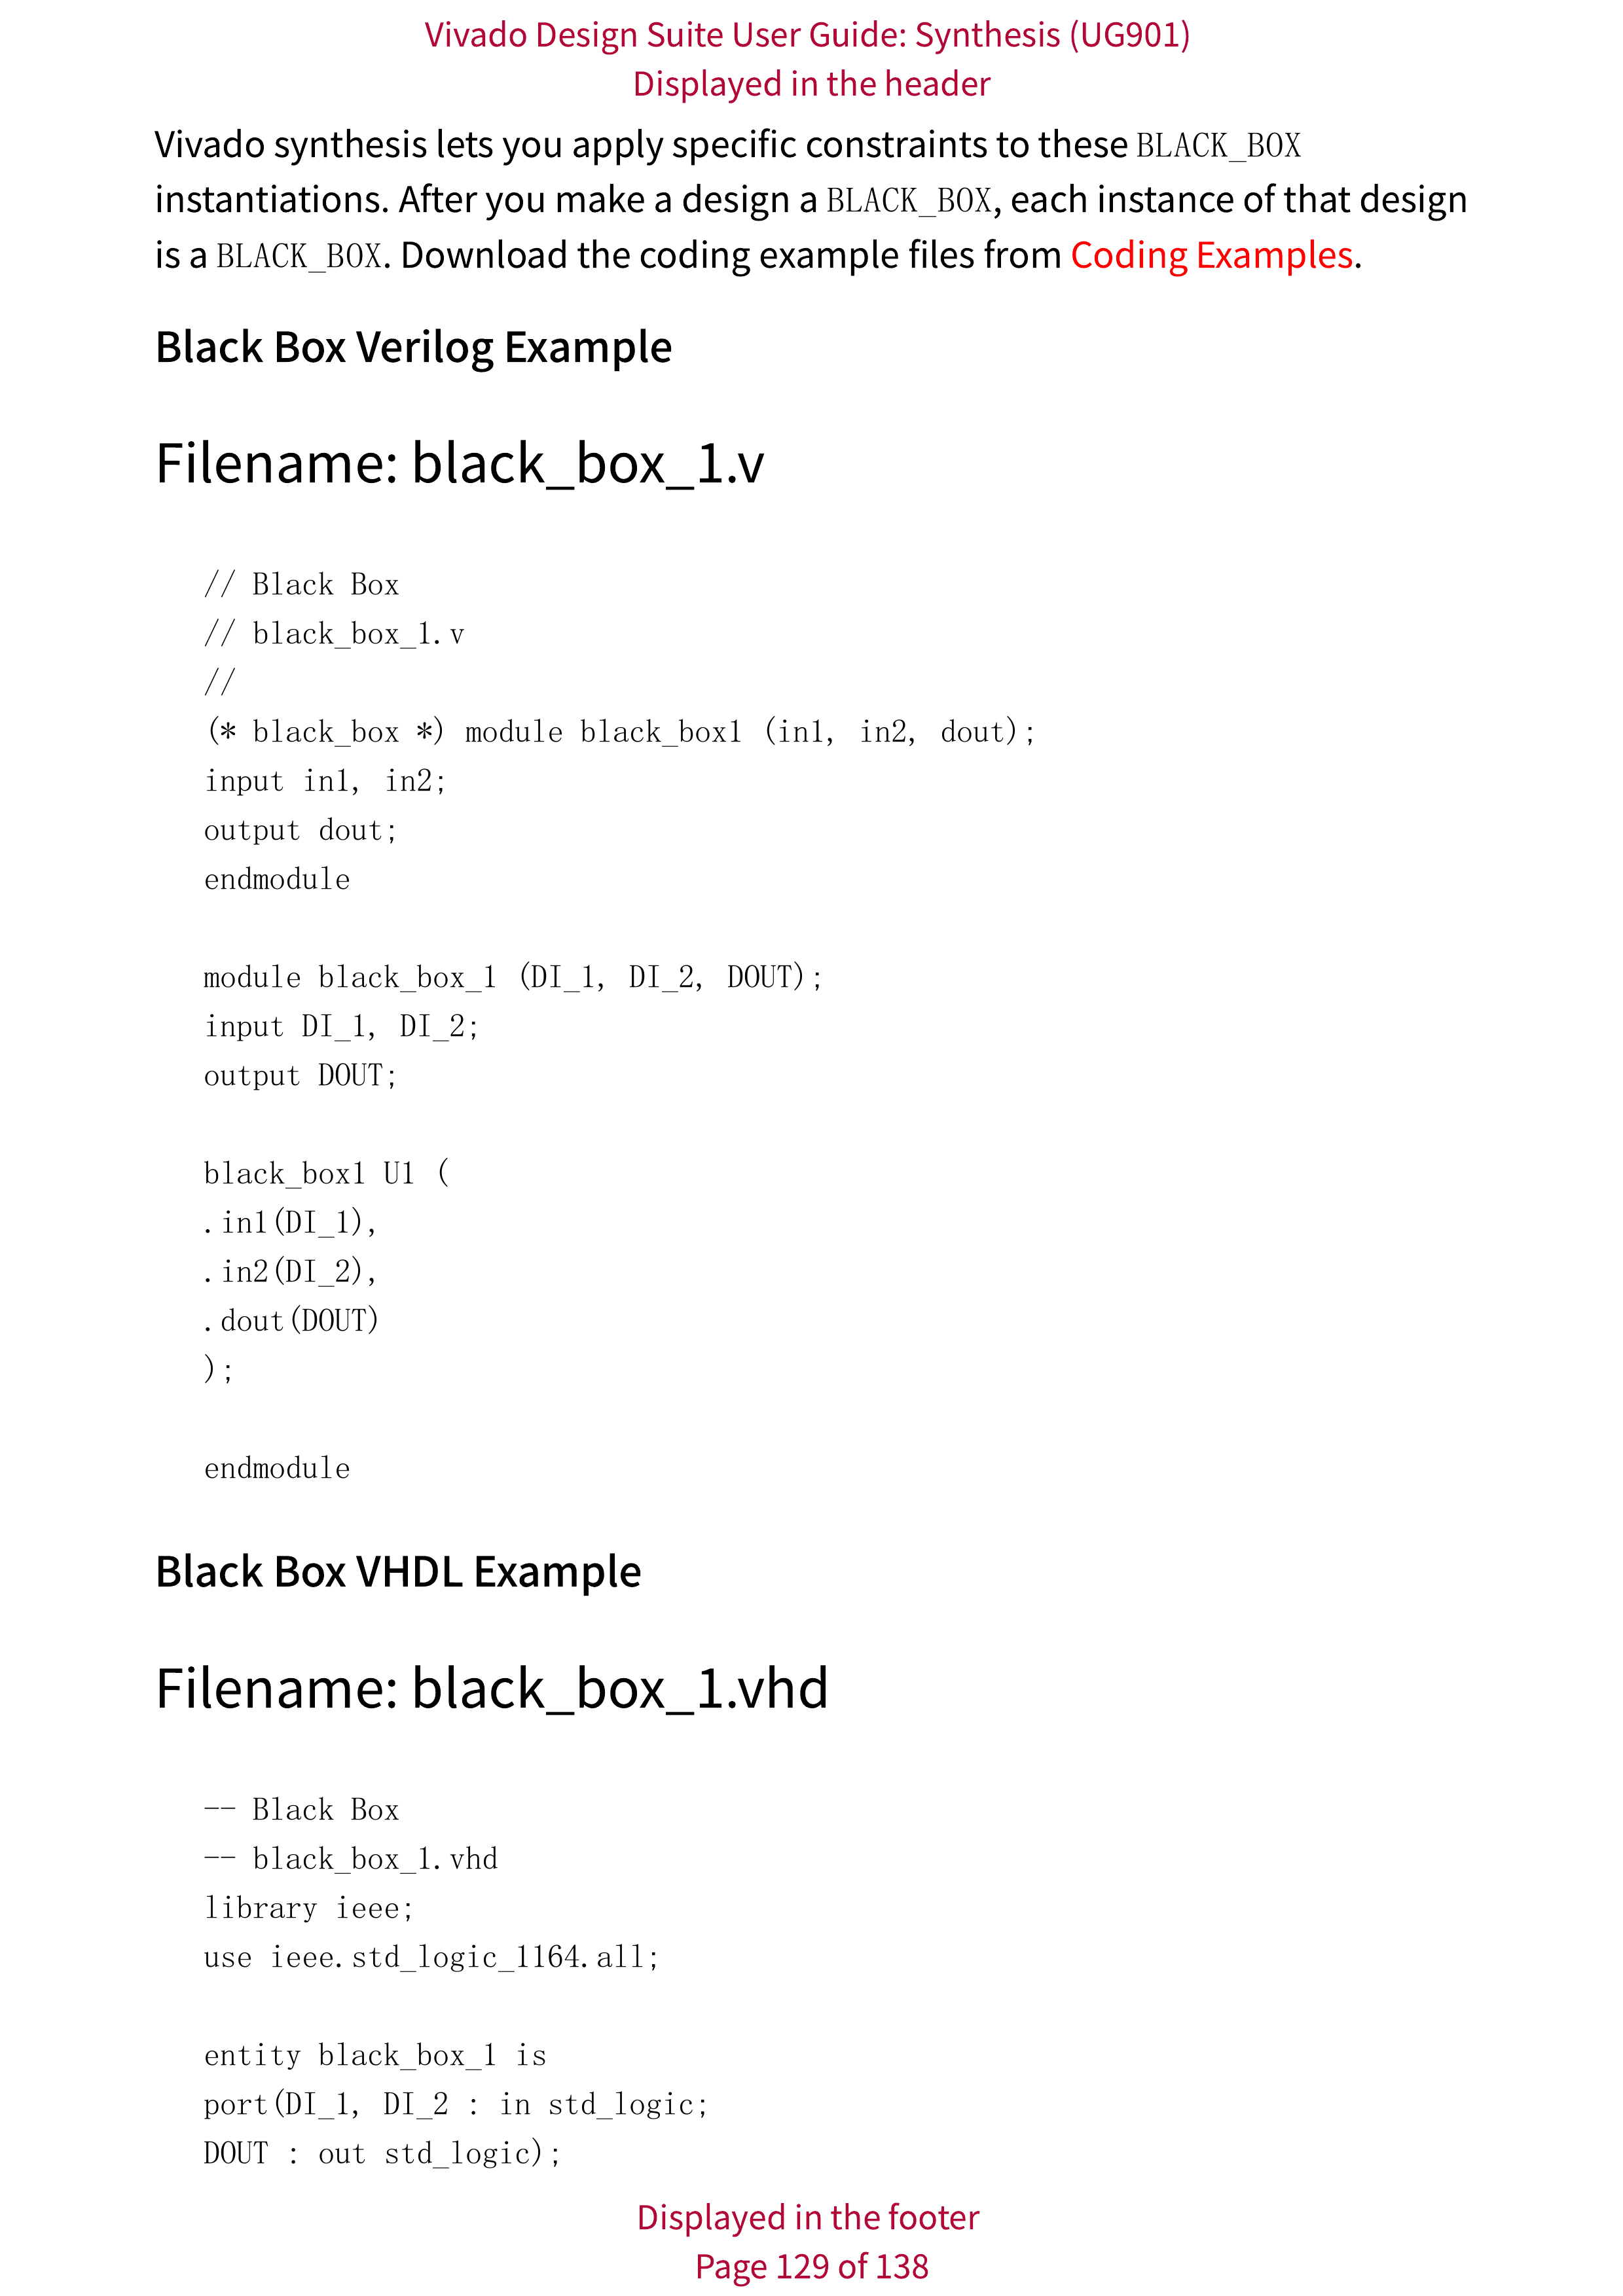 Vivado Design Suite User Guide: Synthesis (UG901)
Displayed in the header
Vivado synthesis lets you apply specific constraints to these BLACK_BOX
instantiations. After you make a design a BLACK_BOX, each instance of that design
is a BLACK_BOX. Download the coding example files from Coding Examples.
Black Box Verilog Example
Filename: black_box_1.v
// Black Box
// black_box_1.v
//
(* black_box *) module black_box1 (in1, in2, dout);
input in1, in2;
output dout;
endmodule
module black_box_1 (DI_1, DI_2, DOUT);
input DI_1, DI_2;
output DOUT;
black_box1 U1 (
.in1(DI_1),
.in2(DI_2),
.dout(DOUT)
);
endmodule
Black Box VHDL Example
Filename: black_box_1.vhd
-- Black Box
-- black_box_1.vhd
library ieee;
use ieee.std_logic_1164.all;
entity black_box_1 is
port(DI_1, DI_2 : in std_logic;
DOUT : out std_logic);
Displayed in the footer
Page 129 of 138